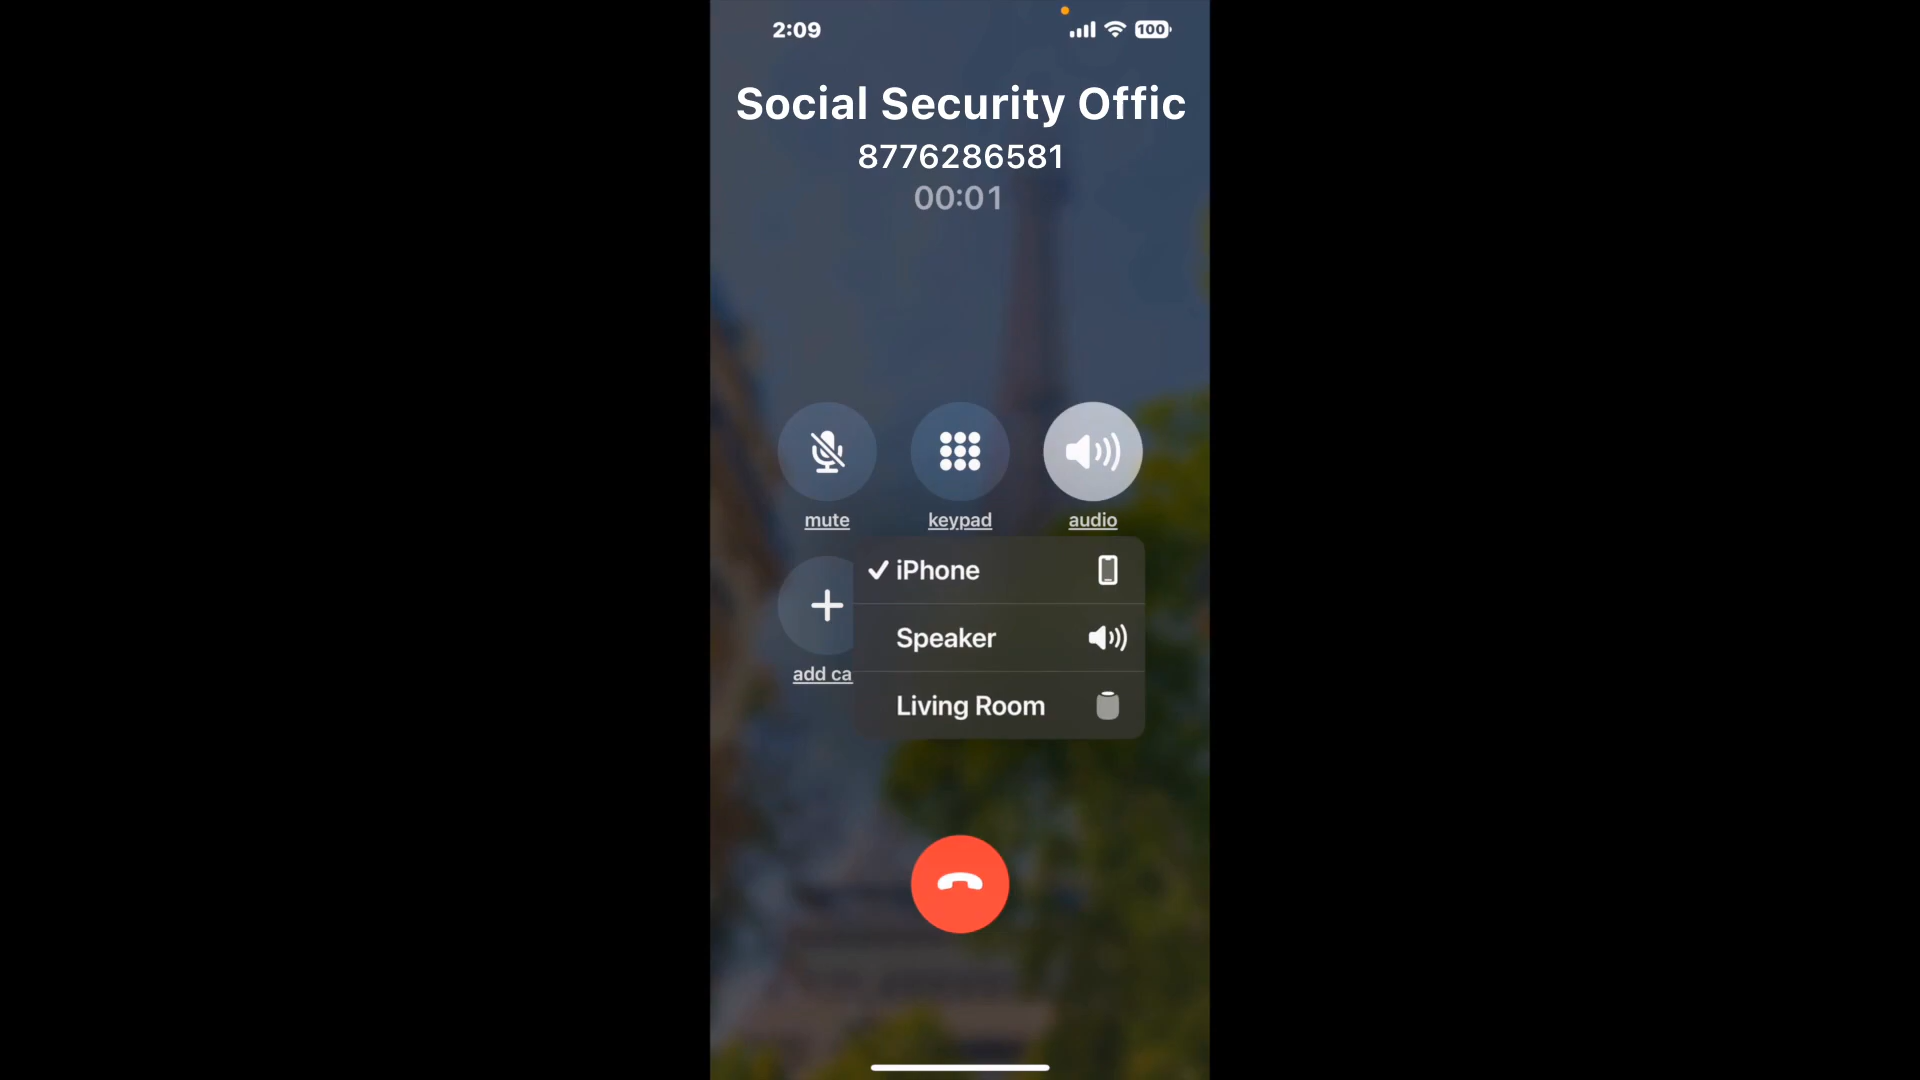 2:09
100
Social Security Offic
8776286581
00:01
mute
keypad
audio
iPhone
Speaker
Living Room
add ca